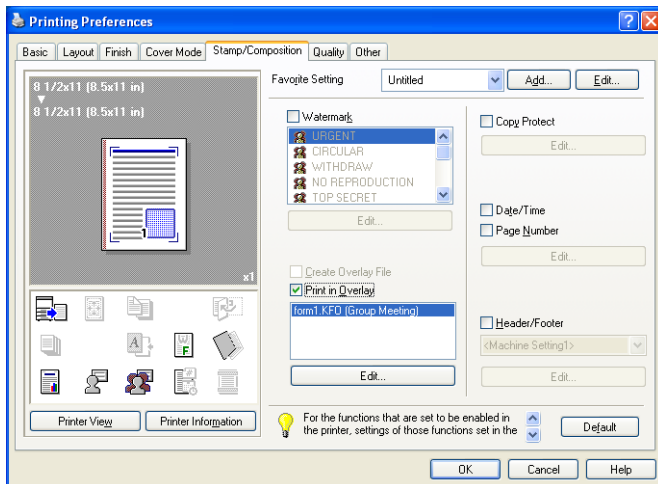 Printing Preferences
Basic Layout Finish Cover Mode Stamp/Composition Quality Other
8 1/2x11 (8.5x11 in)
8 1/2x11 (8.5x11 in)
1
x1
Printer View Printer Information
Favorite Setting Untitled Add... Edit...
Watermark
URGENT
CIRCULAR
WITHDRAW
NO REPRODUCTION
TOP SECRET
Edit...
Create Overlay File
Print in Overlay
form1.KFO (Group Meeting)
Edit...
Copy Protect
Edit...
Date/Time
Page Number
Edit...
Header/Footer
<Machine Setting1>
Edit...
For the functions that are set to be enabled in
the printer, settings of those functions set in the
Default
OK Cancel Help